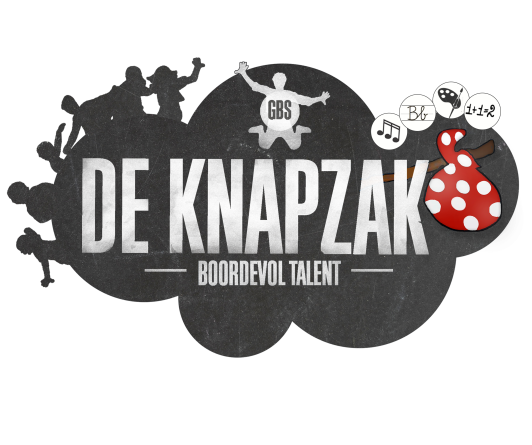 GBS
Bb
1+1=2
DE KNAPZAK
BOORDEVOL TALENT